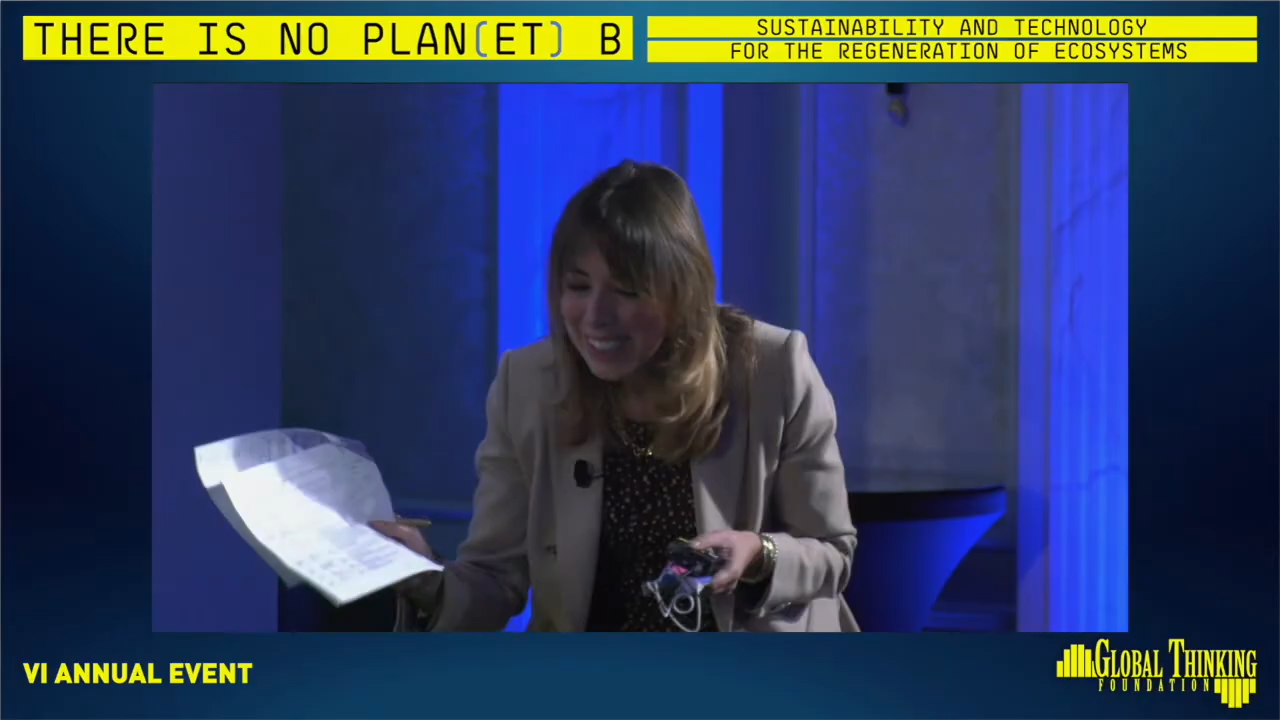 THERE IS NO PLAN(ET) B
SUSTAINABILITY AND TECHNOLOGY
FOR THE REGENERATION OF ECOSYSTEMS
VI ANNUAL EVENT
GLOBAL THINKING
FOUNDATION